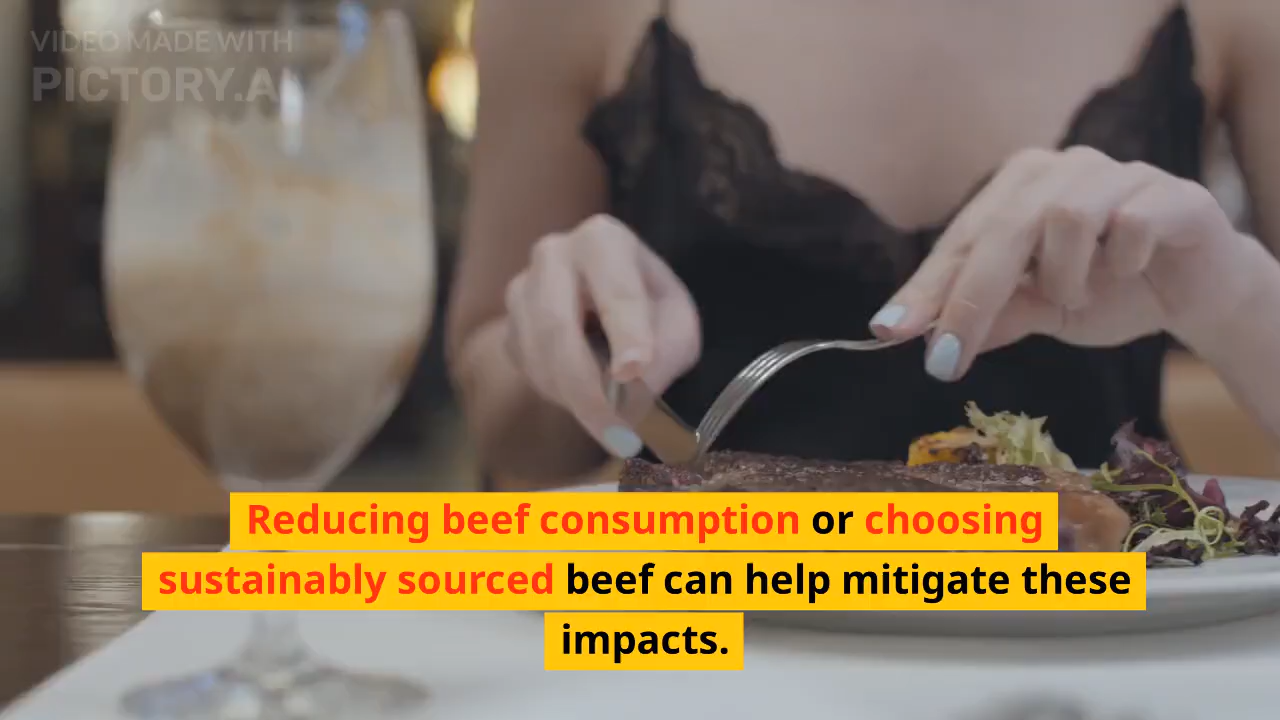 VIDEO MADE WITH
PICTORY.AI
Reducing beef consumption or choosing
sustainably sourced beef can help mitigate these
impacts.